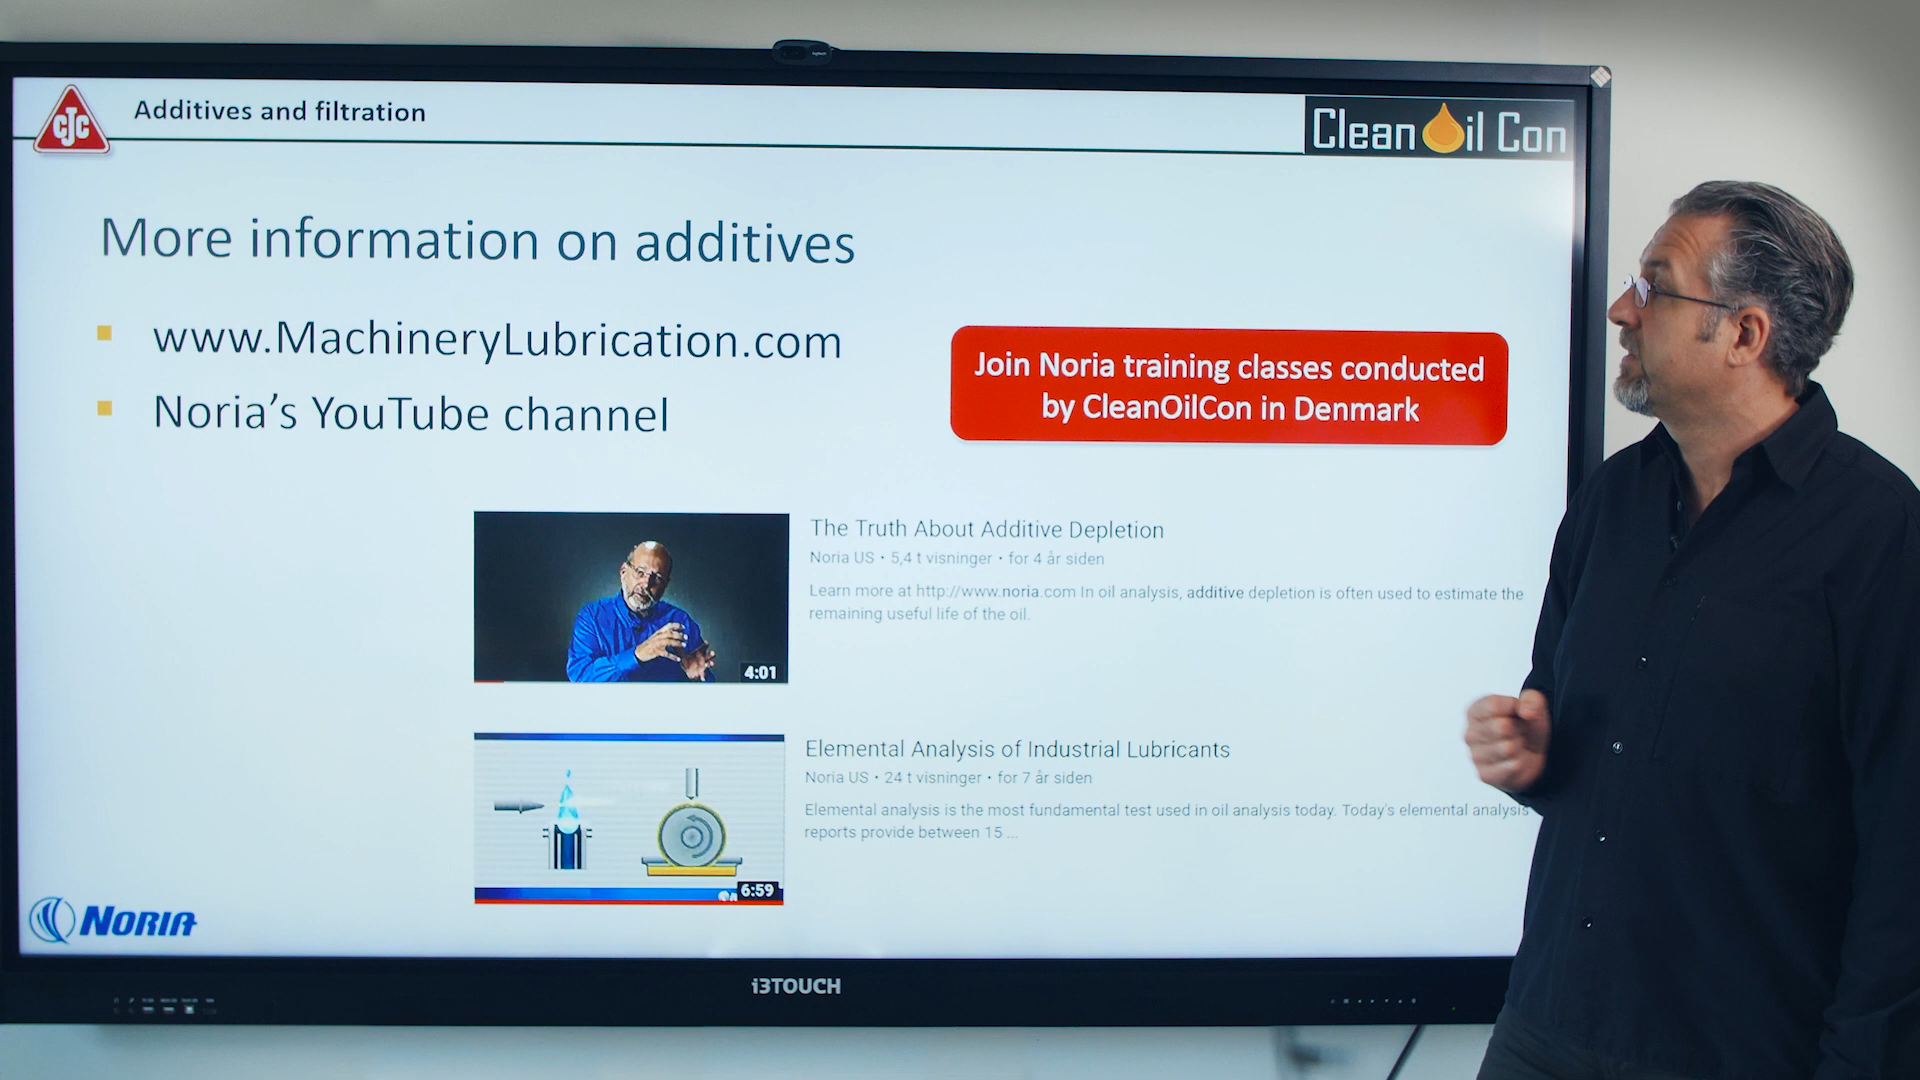 CJC
Additives and filtration
Clean Oil Con
More information on additives
www.MachineryLubrication.com
Noria's YouTube channel
Join Noria training classes conducted
by CleanOilCon in Denmark
The Truth About Additive Depletion
Noria US • 5,4 t visninger • for 4 år siden
Learn more at http://www.noria.com In oil analysis, additive depletion is often used to estimate the
remaining useful life of the oil.
4:01
Elemental Analysis of Industrial Lubricants
Noria US • 24 t visninger • for 7 år siden
Elemental analysis is the most fundamental test used in oil analysis today. Today's elemental analysis
reports provide between 15 ...
6:59
NORIA
i3TOUCH